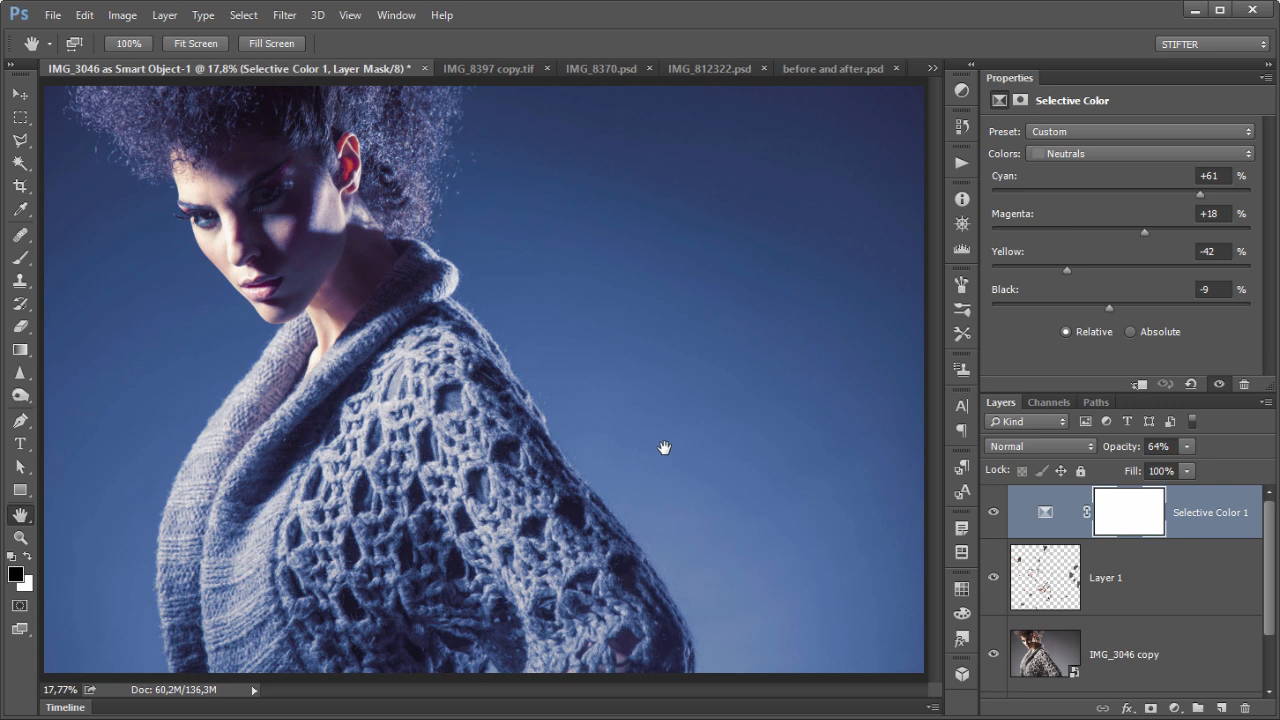 Ps File Edit Image Layer Type Select Filter 3D View Window Help
100% Fit Screen Fill Screen STIFTER
IMG_3046 as Smart Object-1 @ 17,8% (Selective Color 1, Layer Mask/8) * × IMG_8397 copy.tif × IMG_8370.psd × IMG_812322.psd × before and after.psd ×
Properties
Selective Color
Preset: Custom
Colors: Neutrals
Cyan: +61 %
Magenta: +18 %
Yellow: -42 %
Black: -9 %
Relative Absolute
Layers Channels Paths
Kind
Normal Opacity: 64%
Lock: Fill: 100%
Selective Color 1
Layer 1
IMG_3046 copy
17,77% Doc: 60,2M/136,3M
Timeline